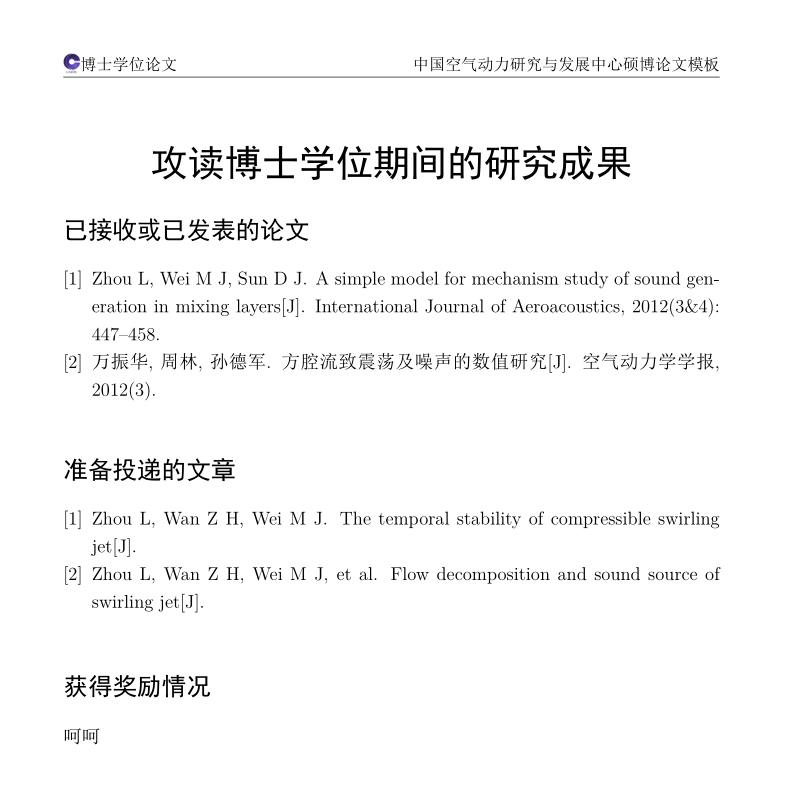 博士学位论文 中国空气动力研究与发展中心硕博论文模板
攻读博士学位期间的研究成果
已接收或已发表的论文
[1] Zhou L, Wei M J, Sun D J. A simple model for mechanism study of sound gen-
eration in mixing layers[J]. International Journal of Aeroacoustics, 2012(3&4):
447–458.
[2] 万振华, 周林, 孙德军. 方腔流致震荡及噪声的数值研究[J]. 空气动力学学报,
2012(3).
准备投递的文章
[1] Zhou L, Wan Z H, Wei M J. The temporal stability of compressible swirling
jet[J].
[2] Zhou L, Wan Z H, Wei M J, et al. Flow decomposition and sound source of
swirling jet[J].
获得奖励情况
呵呵